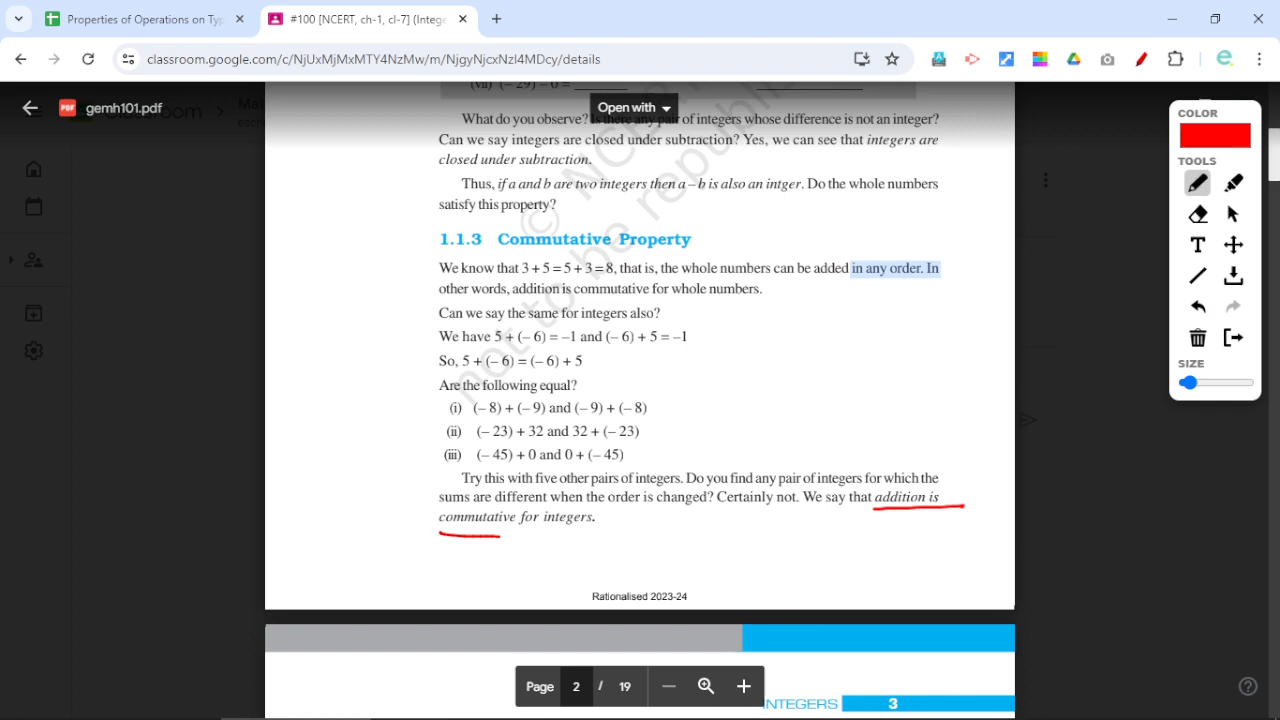 Properties of Operations on Typ
#100 [NCERT, ch-1, cl-7] (Intege
classroom.google.com/c/NjUxMjMxMTY4NzMw/m/NjgyNjcxNzI4MDcy/details
gemh101.pdf
Open with
COLOR
TOOLS
T
SIZE
(vii) (– 29) – 0 =
What do you observ? Is there any pair of integers whose difference is not an integer?
Can we say integers are closed under subtraction? Yes, we can see that integers are
closed under subtraction.
Thus, if a and b are two integers then a – b is also an intger. Do the whole numbers
satisfy this property?
1.1.3 Commutative Property
We know that 3 + 5 = 5 + 3 = 8, that is, the whole numbers can be added in any order. In
other words, addition is commutative for whole numbers.
Can we say the same for integers also?
We have 5 + (– 6) = –1 and (– 6) + 5 = –1
So, 5 + (– 6) = (– 6) + 5
Are the following equal?
(i) (– 8) + (– 9) and (– 9) + (– 8)
(ii) (– 23) + 32 and 32 + (– 23)
(iii) (– 45) + 0 and 0 + (– 45)
Try this with five other pairs of integers. Do you find any pair of integers for which the
sums are different when the order is changed? Certainly not. We say that addition is
commutative for integers.
© NCERT
not to be republi
Rationalised 2023-24
Page 2 / 19
INTEGERS 3